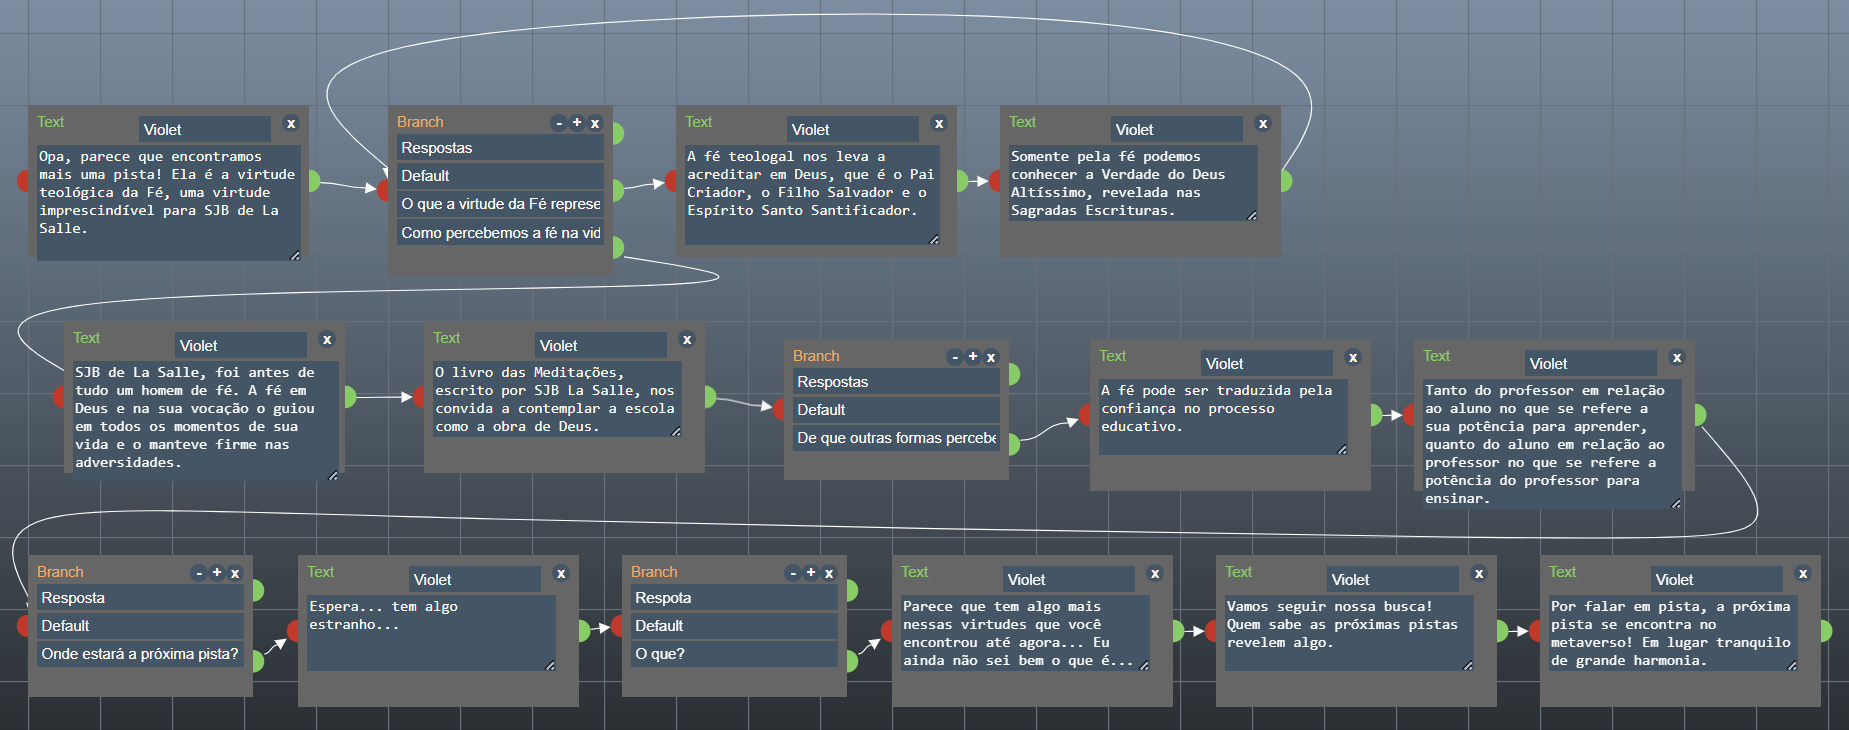 Text
Violet
x
Opa, parece que encontramos
mais uma pista! Ela é a virtude
teológica da Fé, uma virtude
imprescindível para SJB de La
Salle.
Branch
- + x
Respostas
Default
O que a virtude da Fé represe
Como percebemos a fé na vid
Text
Violet
x
A fé teologal nos leva a
acreditar em Deus, que é o Pai
Criador, o Filho Salvador e o
Espírito Santo Santificador.
Text
Violet
x
Somente pela fé podemos
conhecer a Verdade do Deus
Altíssimo, revelada nas
Sagradas Escrituras.
Text
Violet
x
SJB de La Salle, foi antes de
tudo um homem de fé. A fé em
Deus e na sua vocação o guiou
em todos os momentos de sua
vida e o manteve firme nas
adversidades.
Text
Violet
x
O livro das Meditações,
escrito por SJB La Salle, nos
convida a contemplar a escola
como a obra de Deus.
Branch
- + x
Respostas
Default
De que outras formas percebe
Text
Violet
x
A fé pode ser traduzida pela
confiança no processo
educativo.
Text
Violet
x
Tanto do professor em relação
ao aluno no que se refere a
sua potência para aprender,
quanto do aluno em relação ao
professor no que se refere a
potência do professor para
ensinar.
Branch
- + x
Resposta
Default
Onde estará a próxima pista?
Text
Violet
x
Espera... tem algo
estranho...
Branch
- + x
Respota
Default
O que?
Text
Violet
x
Parece que tem algo mais
nessas virtudes que você
encontrou até agora... Eu
ainda não sei bem o que é...
Text
Violet
x
Vamos seguir nossa busca!
Quem sabe as próximas pistas
revelem algo.
Text
Violet
x
Por falar em pista, a próxima
pista se encontra no
metaverso! Em lugar tranquilo
de grande harmonia.